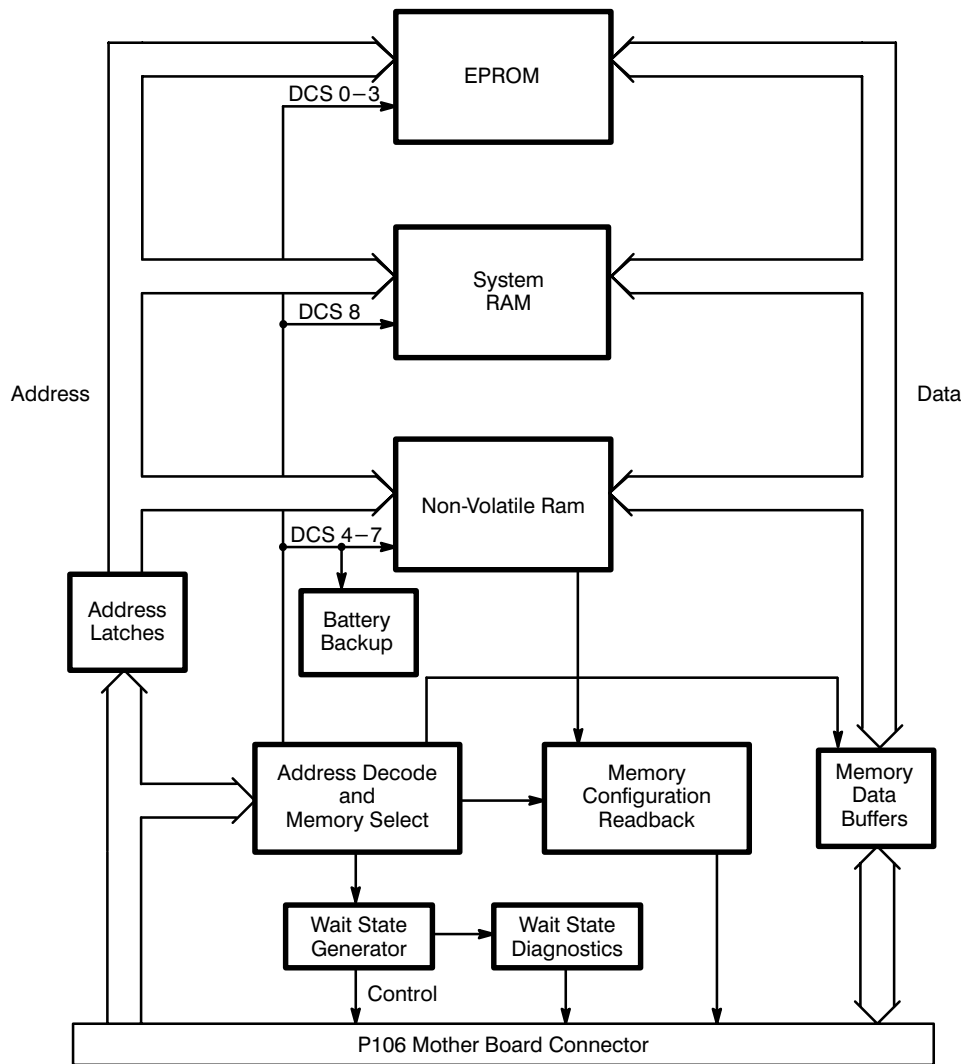 EPROM
DCS 0–3
System
RAM
DCS 8
Address
Data
Non-Volatile Ram
DCS 4–7
Address
Latches
Battery
Backup
Address Decode
and
Memory Select
Memory
Configuration
Readback
Memory
Data
Buffers
Wait State
Generator
Wait State
Diagnostics
Control
P106 Mother Board Connector